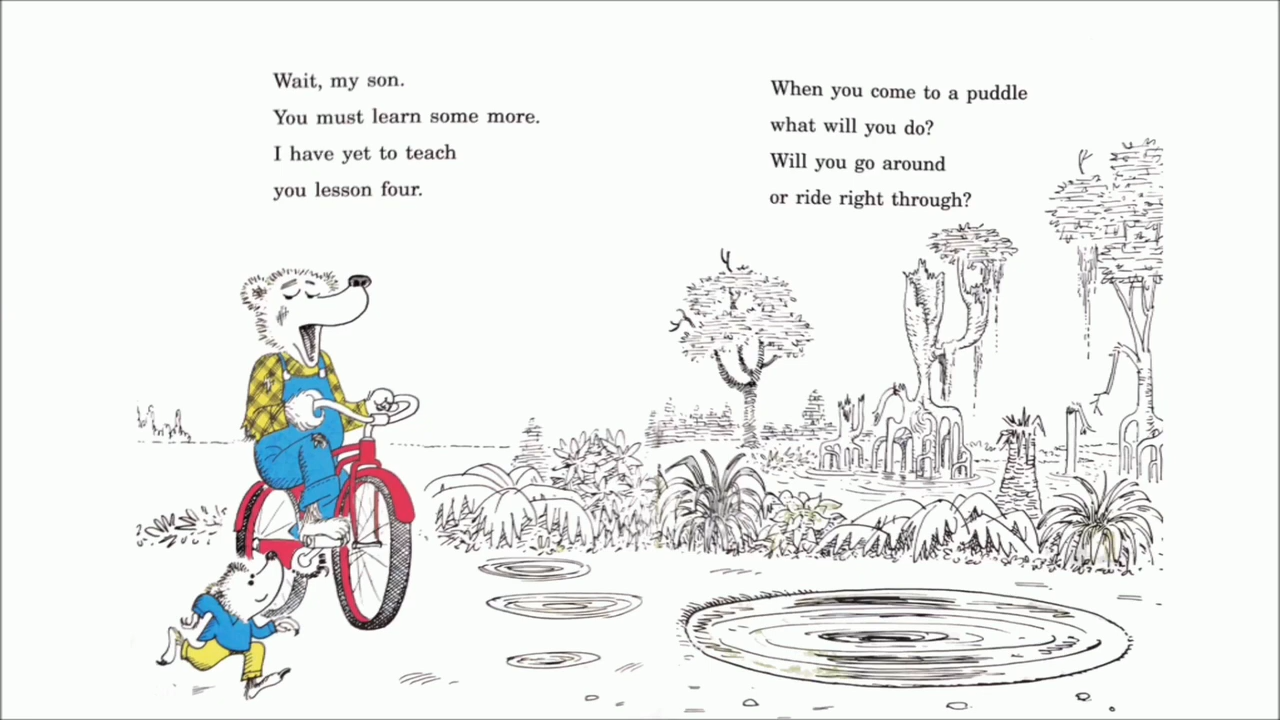 Wait, my son.
You must learn some more.
I have yet to teach
you lesson four.
When you come to a puddle
what will you do?
Will you go around
or ride right through?